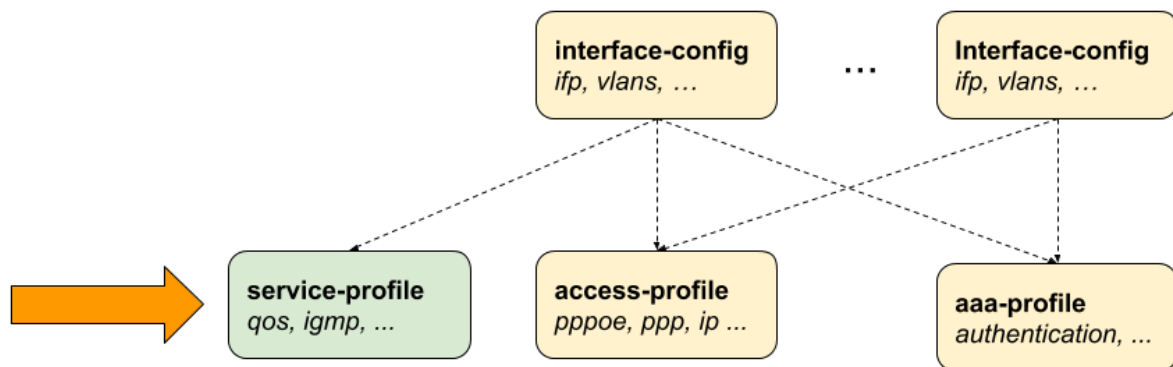 interface-config
ifp, vlans, …
...
Interface-config
ifp, vlans, …
service-profile
qos, igmp, ...
access-profile
pppoe, ppp, ip ...
aaa-profile
authentication, ...